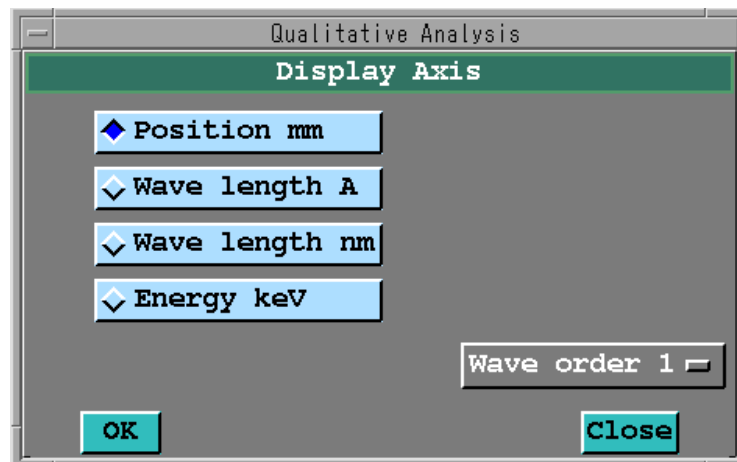 Qualitative Analysis
Display Axis
Position mm
Wave length A
Wave length nm
Energy keV
Wave order 1
OK
Close